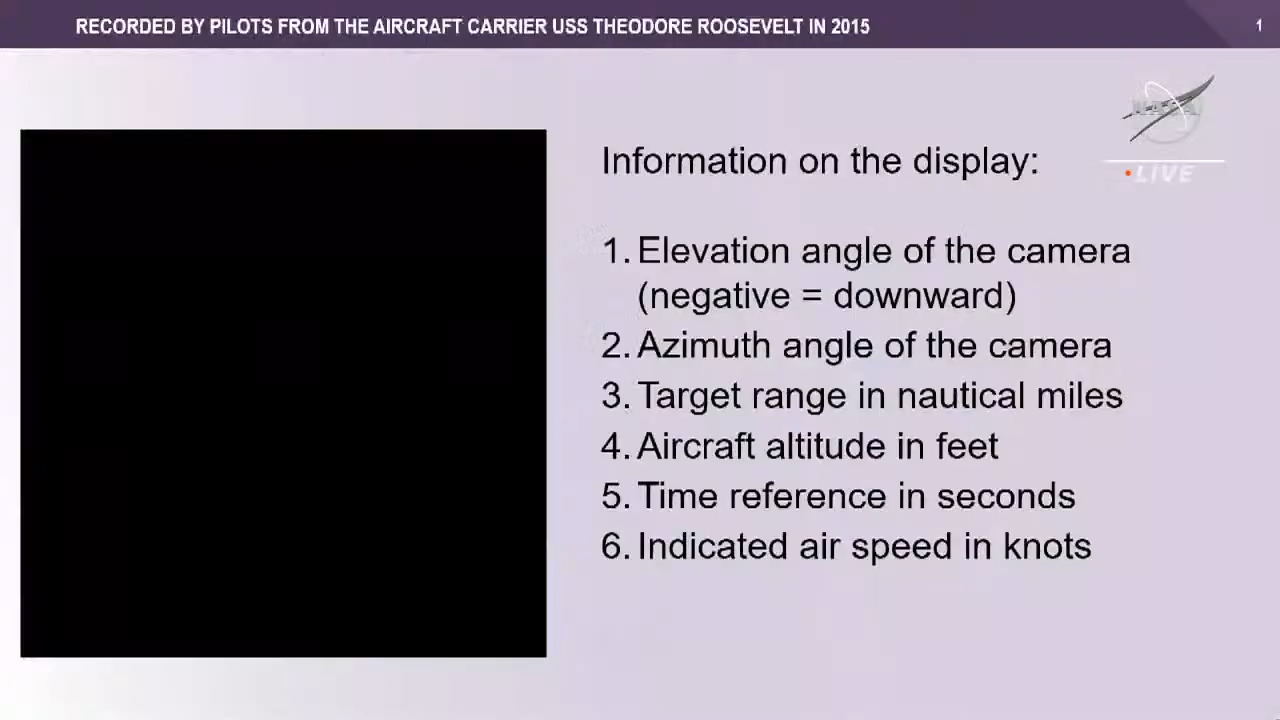 RECORDED BY PILOTS FROM THE AIRCRAFT CARRIER USS THEODORE ROOSEVELT IN 2015
1
NASA
LIVE
Information on the display:
1. Elevation angle of the camera
(negative = downward)
2. Azimuth angle of the camera
3. Target range in nautical miles
4. Aircraft altitude in feet
5. Time reference in seconds
6. Indicated air speed in knots